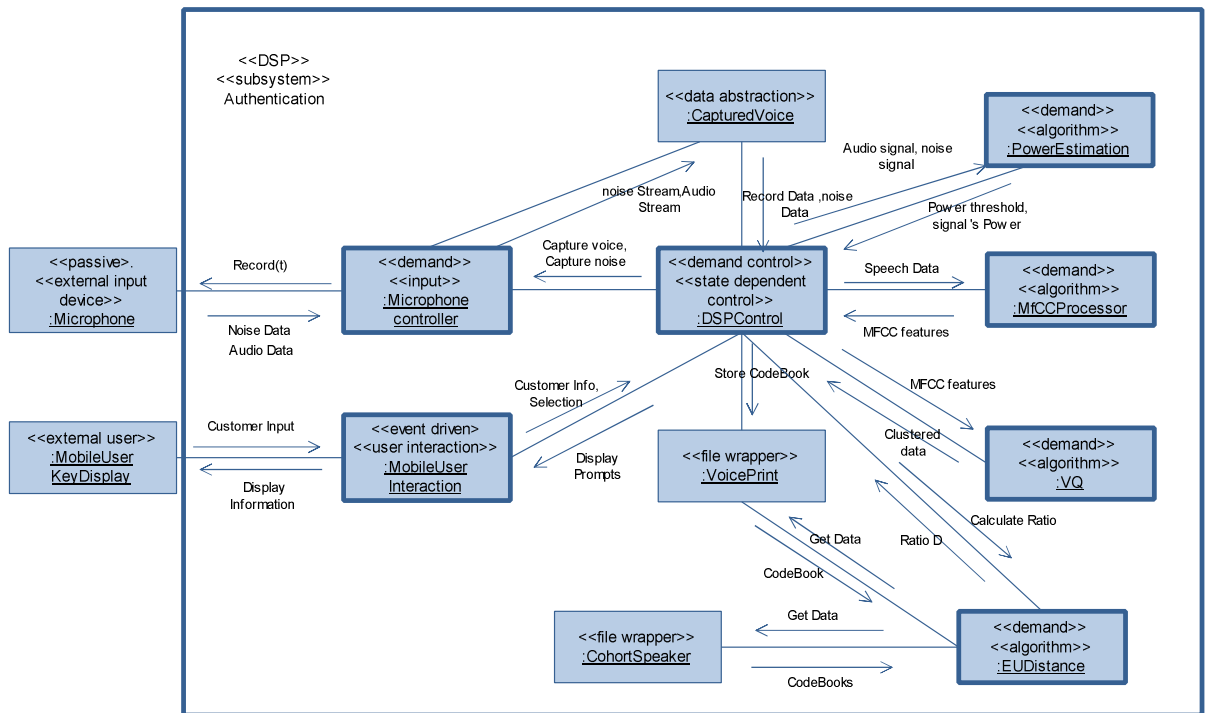 <<DSP>>
<<subsystem>>
Authentication
<<data abstraction>>
:CapturedVoice
<<demand>>
<<algorithm>>
:PowerEstimation
Audio signal, noise
signal
noise Stream,Audio
Stream
Record Data ,noise
Data
Power threshold,
signal's Power
<<passive>>.
<<external input
device>>
:Microphone
Record(t)
Noise Data
Audio Data
<<demand>>
<<input>>
:Microphone
controller
Capture voice,
Capture noise
<<demand control>>
<<state dependent
control>>
:DSPControl
Speech Data
MFCC features
<<demand>>
<<algorithm>>
:MfCCProcessor
<<external user>>
:MobileUser
KeyDisplay
Customer Input
Display
Information
<<event driven>
<user interaction>>
:MobileUser
Interaction
Customer Info,
Selection
Display
Prompts
Store CodeBook
<<file wrapper>>
:VoicePrint
MFCC features
Clustered
data
<<demand>>
<<algorithm>>
:VQ
Calculate Ratio
Ratio D
Get Data
CodeBook
<<file wrapper>>
:CohortSpeaker
Get Data
CodeBooks
<<demand>>
<<algorithm>>
:EUDistance